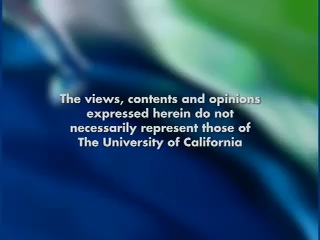 The views, contents and opinions
expressed herein do not
necessarily represent those of
The University of California